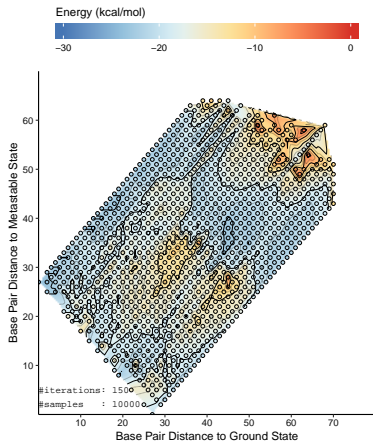 Energy (kcal/mol)
−30 −20 −10 0
Base Pair Distance to Metastable State
60
50
40
30
20
10
#iterations: 1500
#samples : 10000
10 20 30 40 50 60 70
Base Pair Distance to Ground State